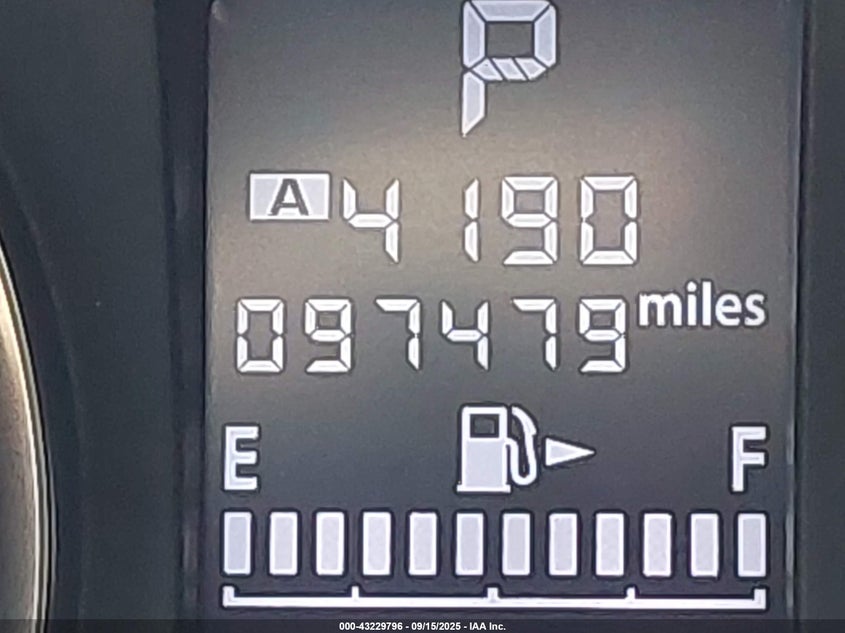 P
A 4190
097479 miles
E F
000-43229796 - 09/15/2025 - IAA Inc.